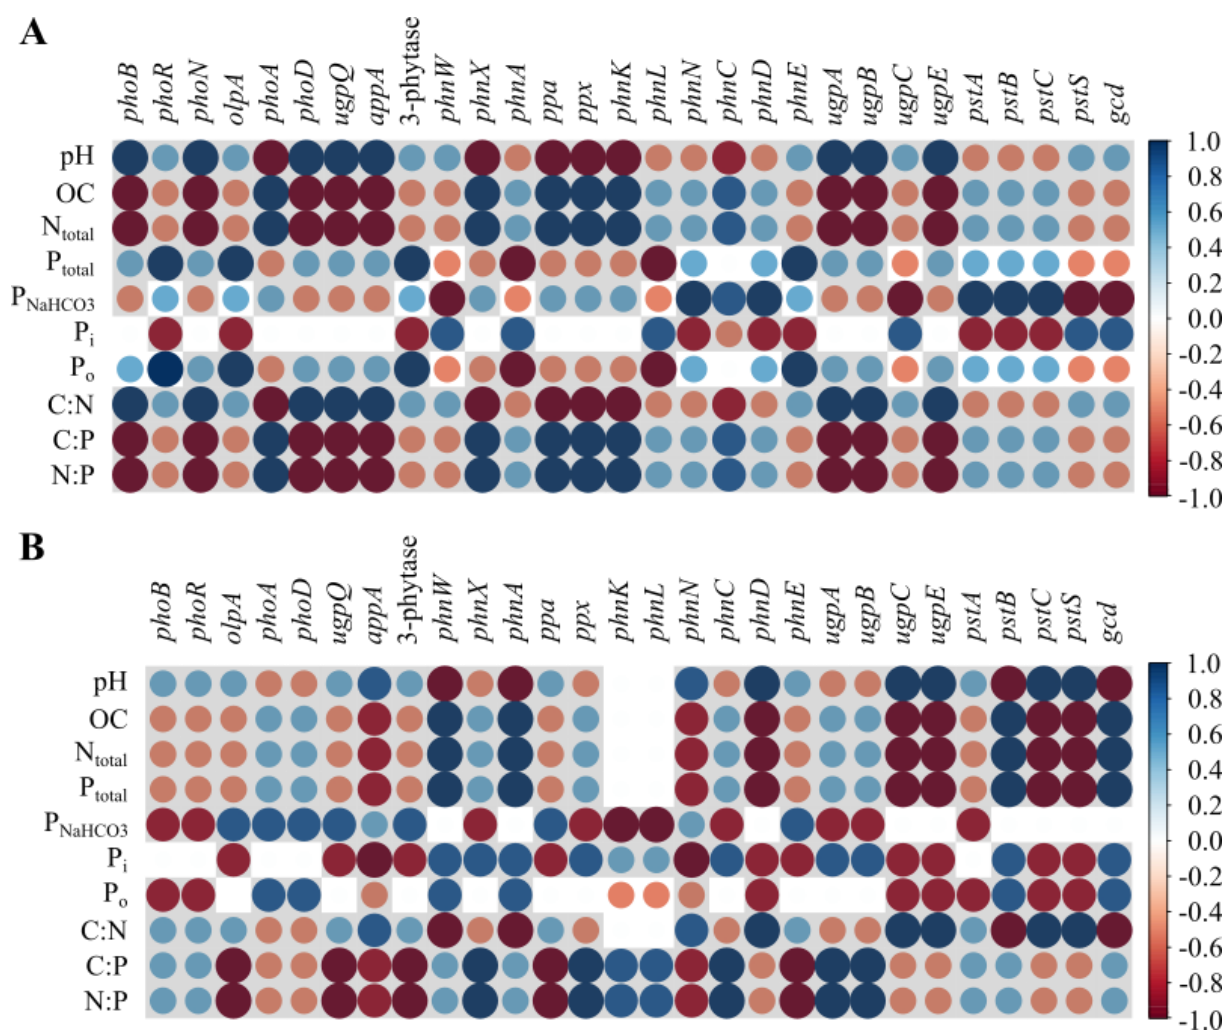 A
phoB phoR phoN olpA phoA phoD ugpQ appA 3-phytase phnW phnX phnA ppa ppx phnK phnL phnN phnC phnD phnE ugpA ugpB ugpC ugpE pstA pstB pstC pstS gcd
pH
OC
Ntotal
Ptotal
PNaHCO3
Pi
Po
C:N
C:P
N:P
1.0
0.8
0.6
0.4
0.2
0.0
-0.2
-0.4
-0.6
-0.8
-1.0
B
phoB phoR olpA phoA phoD ugpQ appA 3-phytase phnW phnX phnA ppa ppx phnK phnL phnN phnC phnD phnE ugpA ugpB ugpC ugpE pstA pstB pstC pstS gcd
pH
OC
Ntotal
Ptotal
PNaHCO3
Pi
Po
C:N
C:P
N:P
1.0
0.8
0.6
0.4
0.2
0.0
-0.2
-0.4
-0.6
-0.8
-1.0